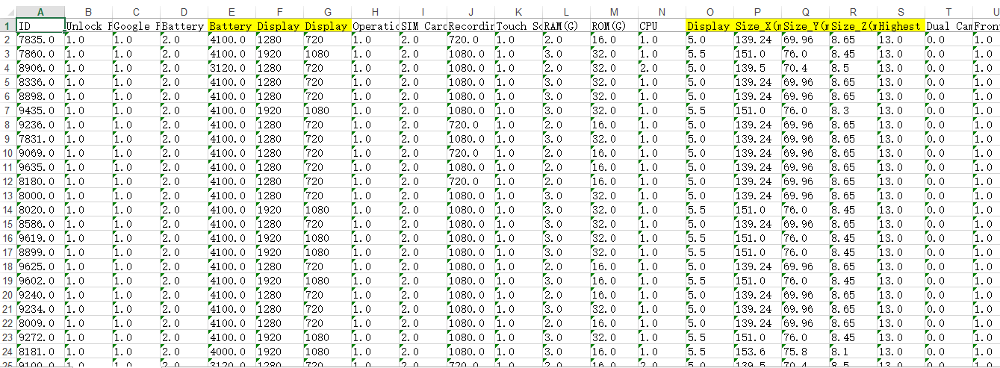 A B C D E F G H I J K L M N O P Q R S T U
1 ID Unlock F Google F Battery Battery Display Display Operatio SIM Card Recordin Touch Sc RAM(G) ROM(G) CPU Display Size_X(m Size_Y(m Size_Z(m Highest Dual Cam Fron
2 7835.0 1.0 1.0 2.0 4100.0 1280 720 1.0 2.0 720.0 1.0 2.0 16.0 1.0 5.0 139.24 69.96 8.65 13.0 0.0 1.0
3 7860.0 1.0 1.0 2.0 4100.0 1920 1080 1.0 2.0 1080.0 1.0 3.0 32.0 1.0 5.5 151.0 76.0 8.45 13.0 0.0 1.0
4 8906.0 1.0 1.0 2.0 3120.0 1280 720 1.0 2.0 1080.0 1.0 2.0 32.0 2.0 5.0 139.5 70.4 8.5 13.0 0.0 1.0
5 8336.0 1.0 1.0 2.0 4100.0 1280 720 1.0 2.0 1080.0 1.0 3.0 32.0 1.0 5.0 139.24 69.96 8.65 13.0 0.0 1.0
6 8898.0 1.0 1.0 2.0 4100.0 1280 720 1.0 2.0 1080.0 1.0 3.0 32.0 1.0 5.0 139.24 69.96 8.65 13.0 0.0 1.0
7 9435.0 1.0 1.0 2.0 4100.0 1920 1080 1.0 2.0 1080.0 1.0 3.0 32.0 1.0 5.5 151.0 76.0 8.3 13.0 0.0 1.0
8 9236.0 1.0 1.0 2.0 4100.0 1280 720 1.0 2.0 720.0 1.0 2.0 16.0 1.0 5.0 139.24 69.96 8.65 13.0 0.0 1.0
9 7831.0 1.0 1.0 2.0 4100.0 1280 720 1.0 2.0 1080.0 1.0 3.0 32.0 1.0 5.0 139.24 69.96 8.65 13.0 0.0 1.0
10 9069.0 1.0 1.0 2.0 4100.0 1280 720 1.0 2.0 720.0 1.0 2.0 16.0 1.0 5.0 139.24 69.96 8.65 13.0 0.0 1.0
11 9635.0 1.0 1.0 2.0 4100.0 1280 720 1.0 2.0 1080.0 1.0 2.0 16.0 1.0 5.0 139.24 69.96 8.65 13.0 0.0 1.0
12 8180.0 1.0 1.0 2.0 4100.0 1280 720 1.0 2.0 720.0 1.0 2.0 16.0 1.0 5.0 139.24 69.96 8.65 13.0 0.0 1.0
13 8000.0 1.0 1.0 2.0 4100.0 1280 720 1.0 2.0 1080.0 1.0 3.0 32.0 1.0 5.0 139.24 69.96 8.65 13.0 0.0 1.0
14 8020.0 1.0 1.0 2.0 4100.0 1920 1080 1.0 2.0 1080.0 1.0 3.0 16.0 1.0 5.5 151.0 76.0 8.45 13.0 0.0 1.0
15 8586.0 1.0 1.0 2.0 4100.0 1280 720 1.0 2.0 1080.0 1.0 3.0 32.0 1.0 5.0 139.24 69.96 8.65 13.0 0.0 1.0
16 9619.0 1.0 1.0 2.0 4100.0 1920 1080 1.0 2.0 1080.0 1.0 3.0 16.0 1.0 5.5 151.0 76.0 8.45 13.0 0.0 1.0
17 8899.0 1.0 1.0 2.0 4100.0 1920 1080 1.0 2.0 1080.0 1.0 3.0 32.0 1.0 5.5 151.0 76.0 8.45 13.0 0.0 1.0
18 9625.0 1.0 1.0 2.0 4100.0 1280 720 1.0 2.0 1080.0 1.0 2.0 16.0 1.0 5.0 139.24 69.96 8.65 13.0 0.0 1.0
19 9602.0 1.0 1.0 2.0 4100.0 1920 1080 1.0 2.0 1080.0 1.0 3.0 16.0 1.0 5.5 151.0 76.0 8.45 13.0 0.0 1.0
20 9240.0 1.0 1.0 2.0 4100.0 1280 720 1.0 2.0 1080.0 1.0 3.0 32.0 1.0 5.0 139.24 69.96 8.65 13.0 0.0 1.0
21 9234.0 1.0 1.0 2.0 4100.0 1280 720 1.0 2.0 1080.0 1.0 3.0 32.0 1.0 5.0 139.24 69.96 8.65 13.0 0.0 1.0
22 8009.0 1.0 1.0 2.0 4100.0 1280 720 1.0 2.0 1080.0 1.0 2.0 16.0 1.0 5.0 139.24 69.96 8.65 13.0 0.0 1.0
23 9272.0 1.0 1.0 2.0 4100.0 1920 1080 1.0 2.0 1080.0 1.0 3.0 32.0 1.0 5.5 151.0 76.0 8.45 13.0 0.0 1.0
24 8181.0 1.0 1.0 2.0 4000.0 1920 1080 1.0 2.0 1080.0 1.0 3.0 16.0 1.0 5.5 153.6 75.8 8.1 13.0 0.0 1.0
25 9100.0 1.0 1.0 2.0 3120.0 1280 720 1.0 2.0 720.0 1.0 2.0 16.0 2.0 5.0 139.5 70.4 8.5 13.0 0.0 1.0